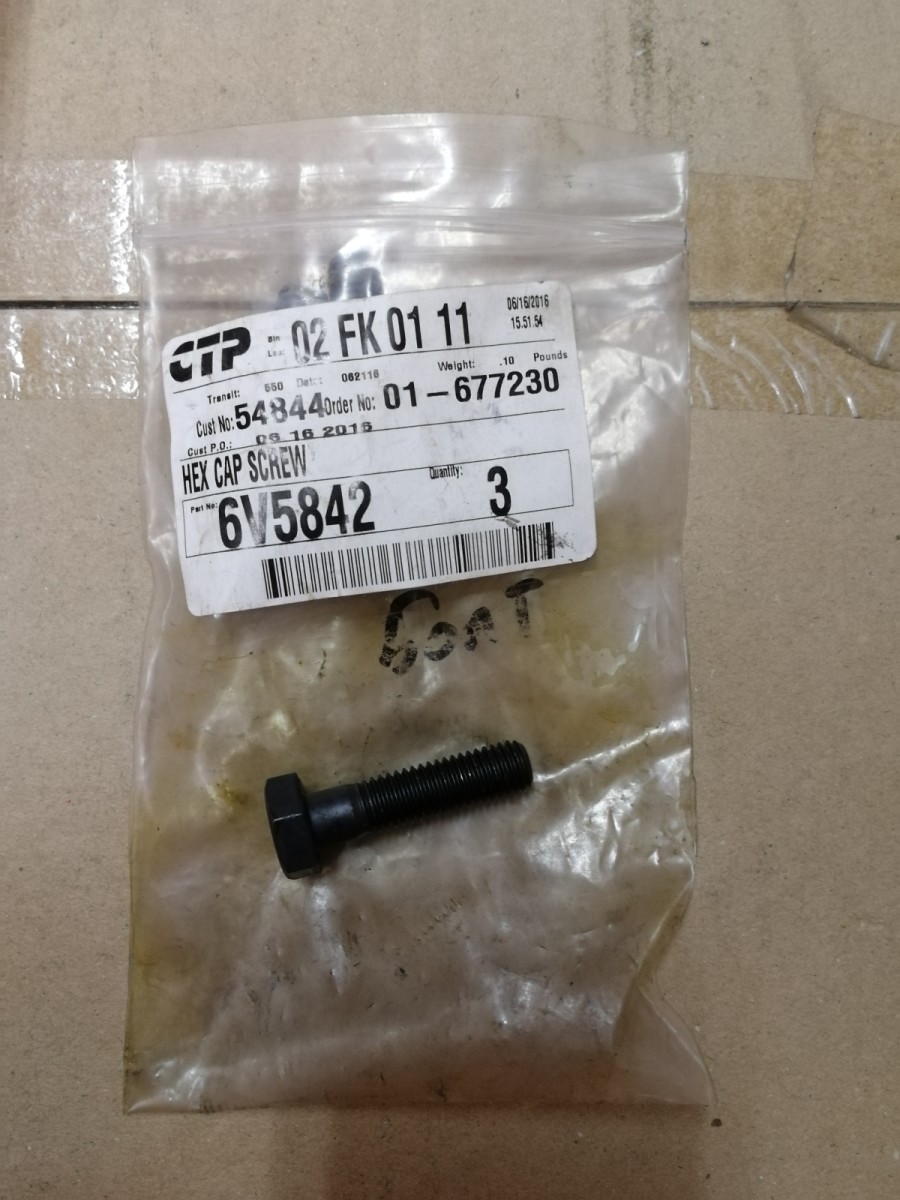 CTP
Bin
Loc:
02 FK 01 11
06/16/2016
15.51.54
Transit: 550 Date: 062116
Weight: .10 Pounds
Cust No: 54844 Order No: 01-677230
Cust P.O.: 06 16 2016
HEX CAP SCREW
Part No: 6V5842 Quantity: 3
GOAT